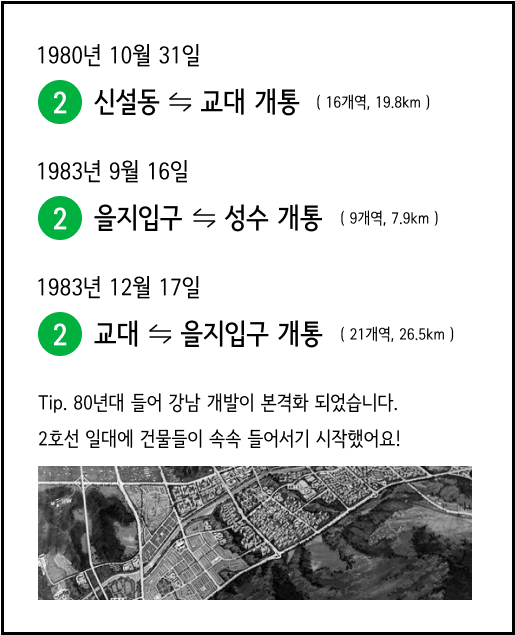 1980년 10월 31일
2 신설동 ⇋ 교대 개통 ( 16개역, 19.8km )
1983년 9월 16일
2 을지입구 ⇋ 성수 개통 ( 9개역, 7.9km )
1983년 12월 17일
2 교대 ⇋ 을지입구 개통 ( 21개역, 26.5km )
Tip. 80년대 들어 강남 개발이 본격화 되었습니다.
2호선 일대에 건물들이 속속 들어서기 시작했어요!